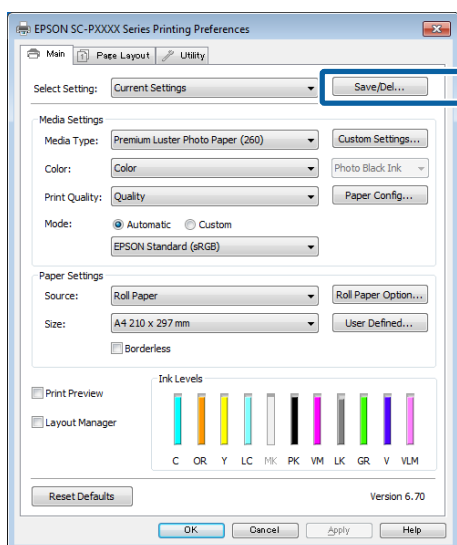 EPSON SC-PXXXX Series Printing Preferences
Main Page Layout Utility
Select Setting: Current Settings Save/Del...
Media Settings
Media Type: Premium Luster Photo Paper (260) Custom Settings...
Color: Color Photo Black Ink
Print Quality: Quality Paper Config...
Mode: Automatic Custom
EPSON Standard (sRGB)
Paper Settings
Source: Roll Paper Roll Paper Option...
Size: A4 210 x 297 mm User Defined...
Borderless
Ink Levels
Print Preview
Layout Manager
C OR Y LC MK PK VM LK GR V VLM
Reset Defaults Version 6.70
OK Cancel Apply Help